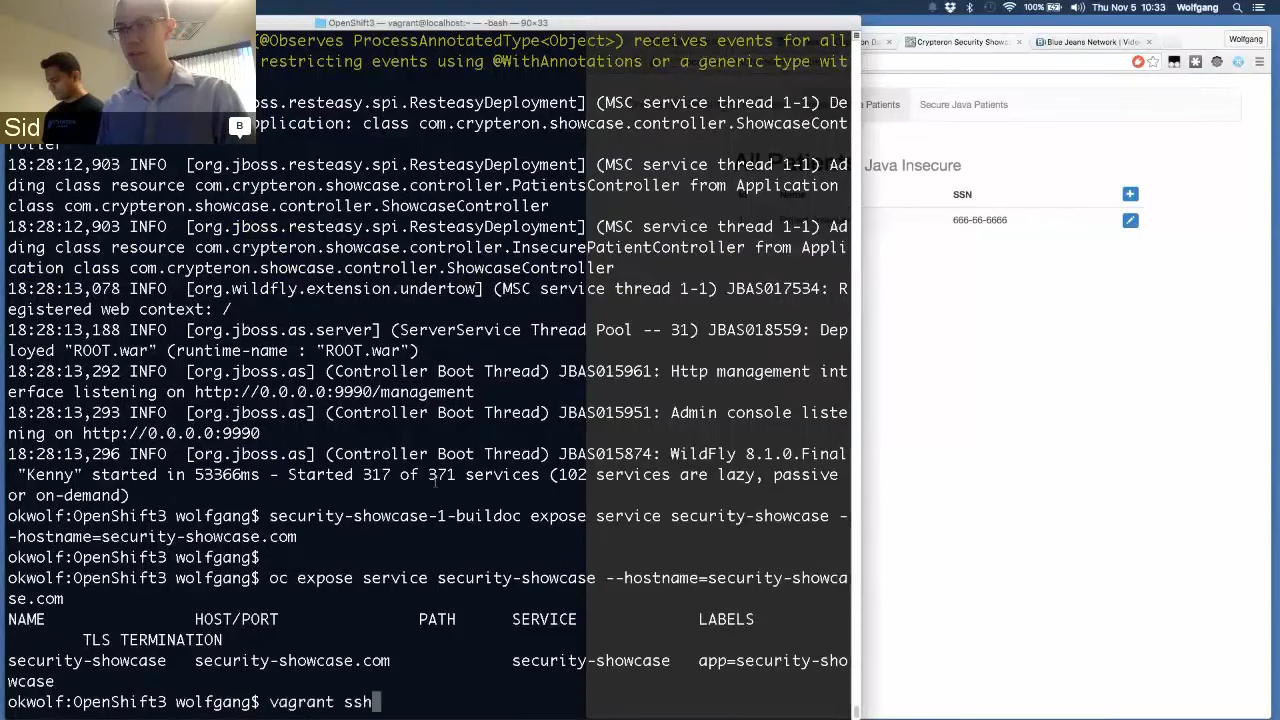 OpenShift3 — vagrant@localhost:~ — -bash — 90×33
100%
Thu Nov 5 10:33 Wolfgang
Crypteron Security Showc
Blue Jeans Network | Vide
Wolfgang
Sid
B
(@Observes ProcessAnnotatedType<Object>) receives events for all
restricting events using @WithAnnotations or a generic type wit
a Patients
Secure Java Patients
boss.resteasy.spi.ResteasyDeployment] (MSC service thread 1-1) De
pplication: class com.crypteron.showcase.controller.ShowcaseCont
roller
18:28:12,903 INFO [org.jboss.resteasy.spi.ResteasyDeployment] (MSC service thread 1-1) Ad
ding class resource com.crypteron.showcase.controller.PatientsController from Application
class com.crypteron.showcase.controller.ShowcaseController
18:28:12,903 INFO [org.jboss.resteasy.spi.ResteasyDeployment] (MSC service thread 1-1) Ad
ding class resource com.crypteron.showcase.controller.InsecurePatientController from Appli
cation class com.crypteron.showcase.controller.ShowcaseController
18:28:13,078 INFO [org.wildfly.extension.undertow] (MSC service thread 1-1) JBAS017534: R
egistered web context: /
18:28:13,188 INFO [org.jboss.as.server] (ServerService Thread Pool -- 31) JBAS018559: Dep
loyed "ROOT.war" (runtime-name : "ROOT.war")
18:28:13,292 INFO [org.jboss.as] (Controller Boot Thread) JBAS015961: Http management int
erface listening on http://0.0.0.0:9990/management
18:28:13,293 INFO [org.jboss.as] (Controller Boot Thread) JBAS015951: Admin console liste
ning on http://0.0.0.0:9990
18:28:13,296 INFO [org.jboss.as] (Controller Boot Thread) JBAS015874: WildFly 8.1.0.Final
"Kenny" started in 53366ms - Started 317 of 371 services (102 services are lazy, passive
or on-demand)
okwolf:OpenShift3 wolfgang$ security-showcase-1-buildoc expose service security-showcase -
-hostname=security-showcase.com
okwolf:OpenShift3 wolfgang$
okwolf:OpenShift3 wolfgang$ oc expose service security-showcase --hostname=security-showca
se.com
NAME HOST/PORT PATH SERVICE LABELS
TLS TERMINATION
security-showcase security-showcase.com security-showcase app=security-sho
wcase
okwolf:OpenShift3 wolfgang$ vagrant ssh
All Patients Java Insecure
SSN
666-66-6666